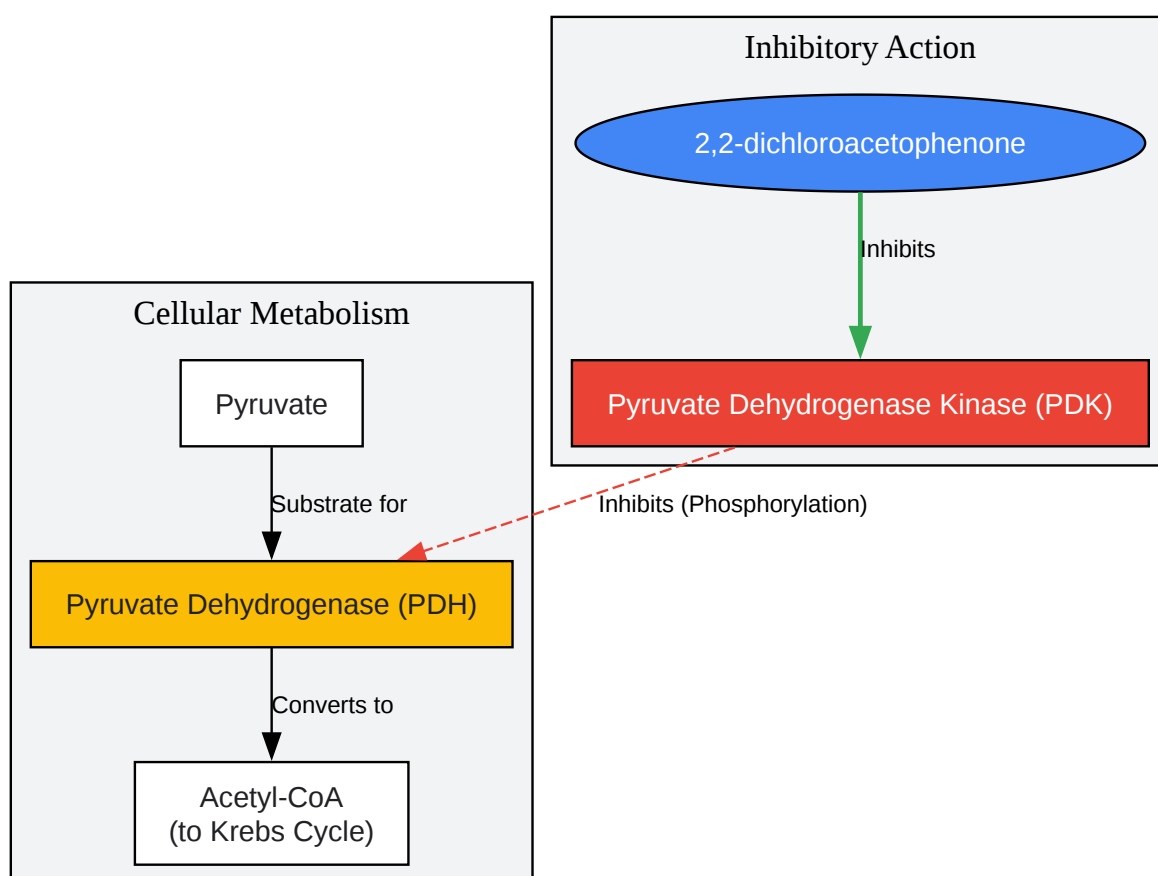 Inhibitory Action
2,2-dichloroacetophenone
Inhibits
Pyruvate Dehydrogenase Kinase (PDK)
Inhibits (Phosphorylation)
Cellular Metabolism
Pyruvate
Substrate for
Pyruvate Dehydrogenase (PDH)
Converts to
Acetyl-CoA
(to Krebs Cycle)